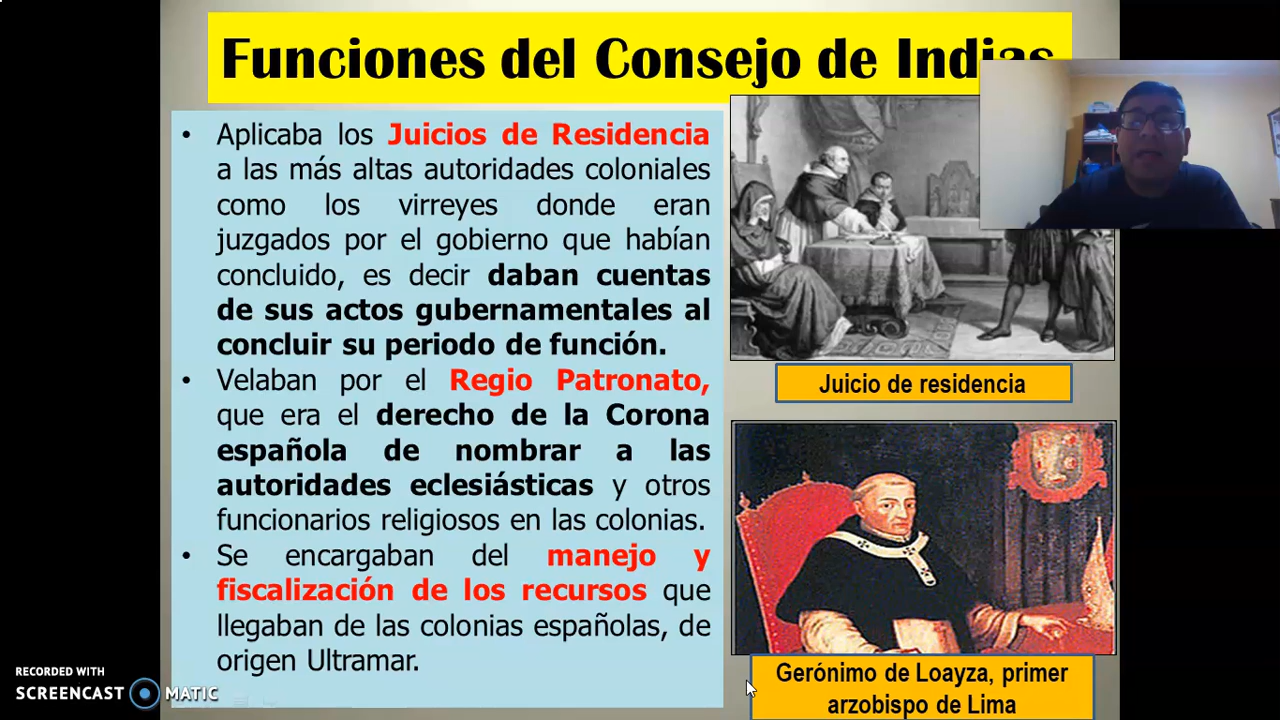 Funciones del Consejo de Indias
• Aplicaba los Juicios de Residencia
a las más altas autoridades coloniales
como los virreyes donde eran
juzgados por el gobierno que habían
concluido, es decir daban cuentas
de sus actos gubernamentales al
concluir su periodo de función.
• Velaban por el Regio Patronato,
que era el derecho de la Corona
española de nombrar a las
autoridades eclesiásticas y otros
funcionarios religiosos en las colonias.
• Se encargaban del manejo y
fiscalización de los recursos que
llegaban de las colonias españolas, de
origen Ultramar.
Juicio de residencia
Gerónimo de Loayza, primer
arzobispo de Lima
RECORDED WITH
SCREENCAST MATIC